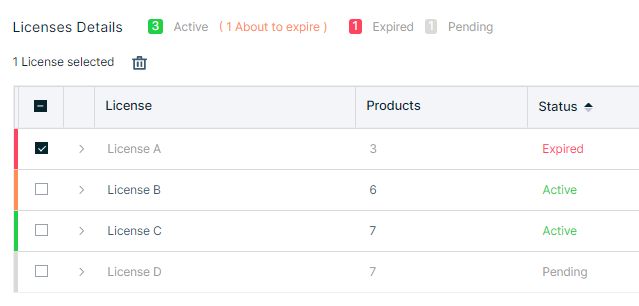 Licenses Details 3 Active ( 1 About to expire ) 1 Expired 1 Pending
1 License selected
License Products Status
License A 3 Expired
License B 6 Active
License C 7 Active
License D 7 Pending